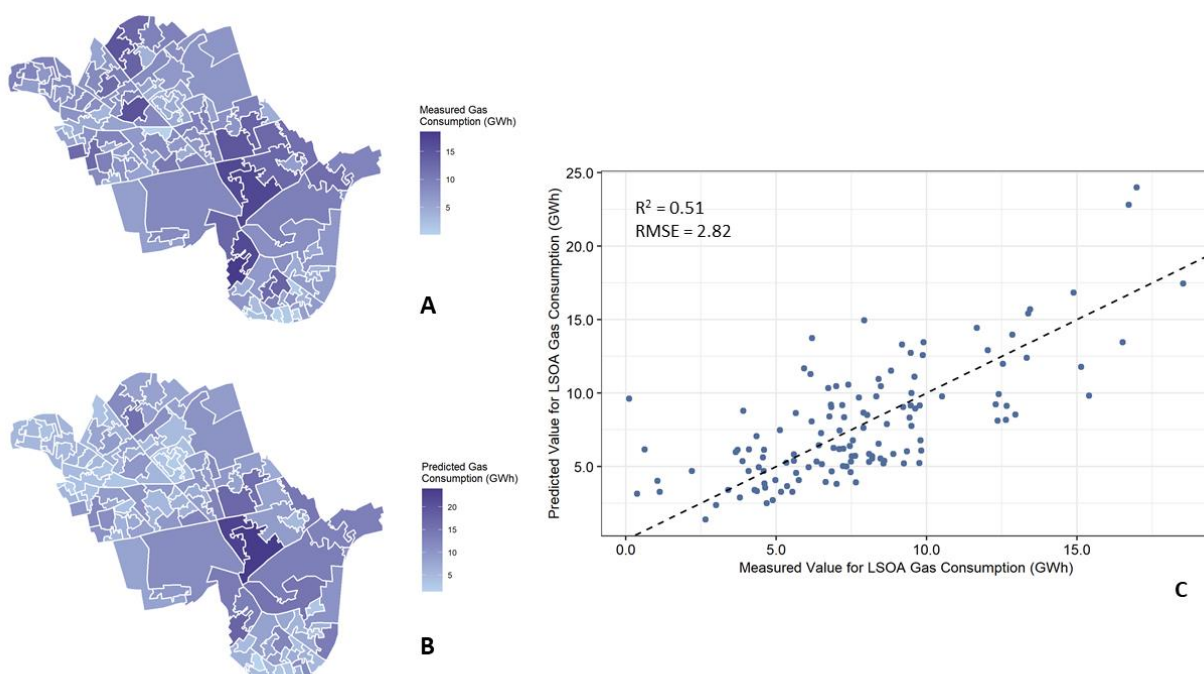 Measured Gas
Consumption (GWh)
15
10
5
A
Predicted Gas
Consumption (GWh)
20
15
10
5
B
Predicted Value for LSOA Gas Consumption (GWh)
25.0
20.0
15.0
10.0
5.0
R² = 0.51
RMSE = 2.82
0.0
5.0
10.0
15.0
Measured Value for LSOA Gas Consumption (GWh)
C